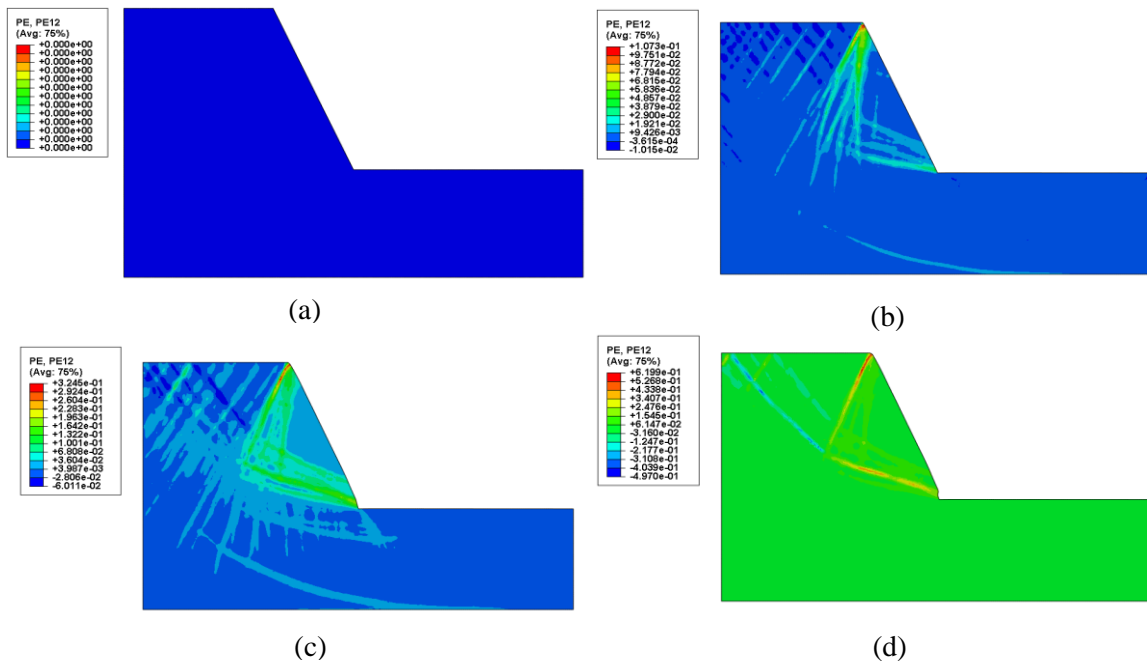 PE, PE12
(Avg: 75%)
+0.000e+00
+0.000e+00
+0.000e+00
+0.000e+00
+0.000e+00
+0.000e+00
+0.000e+00
+0.000e+00
+0.000e+00
+0.000e+00
+0.000e+00
+0.000e+00
+0.000e+00
(a)
PE, PE12
(Avg: 75%)
+1.073e-01
+9.751e-02
+8.772e-02
+7.794e-02
+6.815e-02
+5.836e-02
+4.857e-02
+3.879e-02
+2.900e-02
+1.921e-02
+9.426e-03
-3.615e-04
-1.015e-02
(b)
PE, PE12
(Avg: 75%)
+3.245e-01
+2.924e-01
+2.604e-01
+2.283e-01
+1.963e-01
+1.642e-01
+1.322e-01
+1.001e-01
+6.808e-02
+3.604e-02
+3.987e-03
-2.806e-02
-6.011e-02
(c)
PE, PE12
(Avg: 75%)
+6.199e-01
+5.268e-01
+4.338e-01
+3.407e-01
+2.476e-01
+1.545e-01
+6.147e-02
-3.160e-02
-1.247e-01
-2.177e-01
-3.108e-01
-4.039e-01
-4.970e-01
(d)